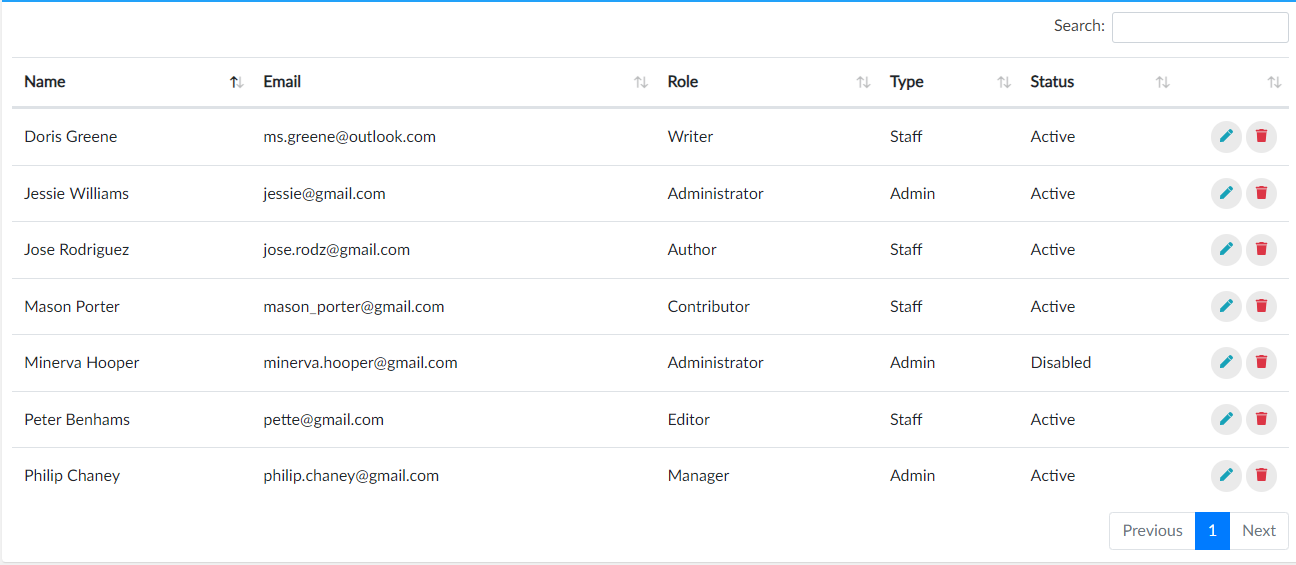 Search:
Name Email Role Type Status
Doris Greene ms.greene@outlook.com Writer Staff Active
Jessie Williams jessie@gmail.com Administrator Admin Active
Jose Rodriguez jose.rodz@gmail.com Author Staff Active
Mason Porter mason_porter@gmail.com Contributor Staff Active
Minerva Hooper minerva.hooper@gmail.com Administrator Admin Disabled
Peter Benhams pette@gmail.com Editor Staff Active
Philip Chaney philip.chaney@gmail.com Manager Admin Active
Previous 1 Next